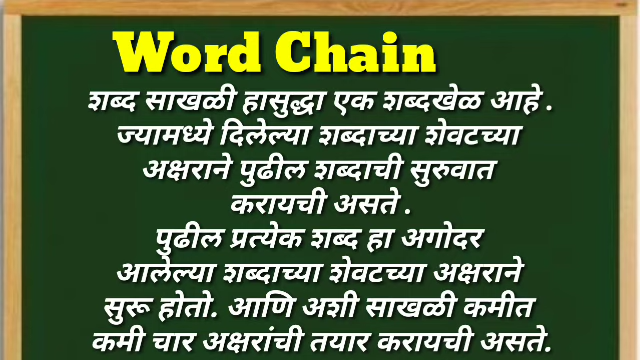 Word Chain
शब्द साखळी हासुद्धा एक शब्दखेळ आहे .
ज्यामध्ये दिलेल्या शब्दाच्या शेवटच्या
अक्षराने पुढील शब्दाची सुरुवात
करायची असते .
पुढील प्रत्येक शब्द हा अगोदर
आलेल्या शब्दाच्या शेवटच्या अक्षराने
सुरू होतो. आणि अशी साखळी कमीत
कमी चार अक्षरांची तयार करायची असते.